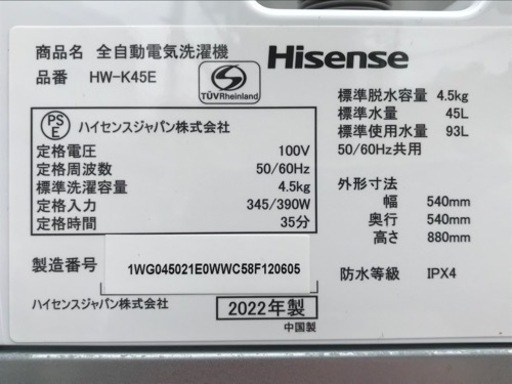 商品名 全自動電気洗濯機
品番 HW-K45E
S
TÜVRheinland
Hisense
PSE
ハイセンスジャパン株式会社
定格電圧 100V
定格周波数 50/60Hz
標準洗濯容量 4.5kg
定格入力 345/390W
定格時間 35分
標準脱水容量 4.5kg
標準水量 45L
標準使用水量 93L
50/60Hz共用
外形寸法
幅 540mm
奥行 540mm
高さ 880mm
製造番号 1WG045021E0WWC58F120605
防水等級 IPX4
ハイセンスジャパン株式会社 2022年製
中国製